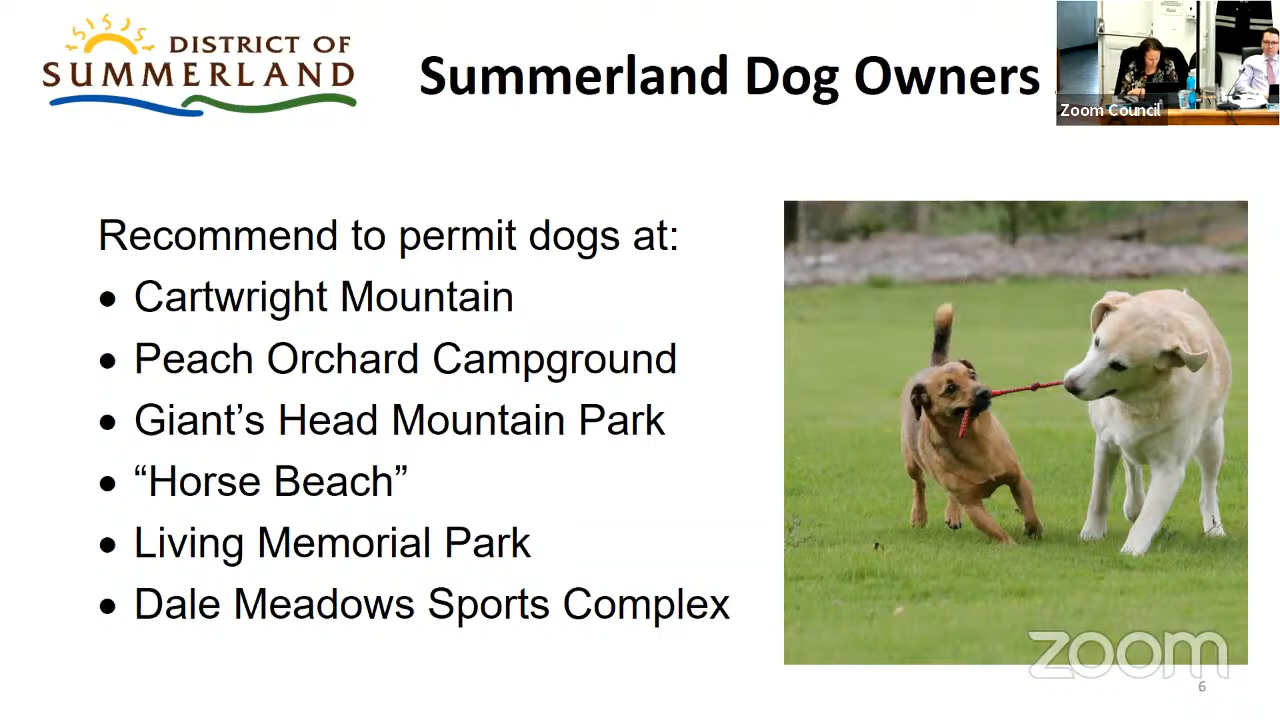 DISTRICT OF
SUMMERLAND
Summerland Dog Owners
Zoom Council
Recommend to permit dogs at:
• Cartwright Mountain
• Peach Orchard Campground
• Giant’s Head Mountain Park
• “Horse Beach”
• Living Memorial Park
• Dale Meadows Sports Complex
zoom
6